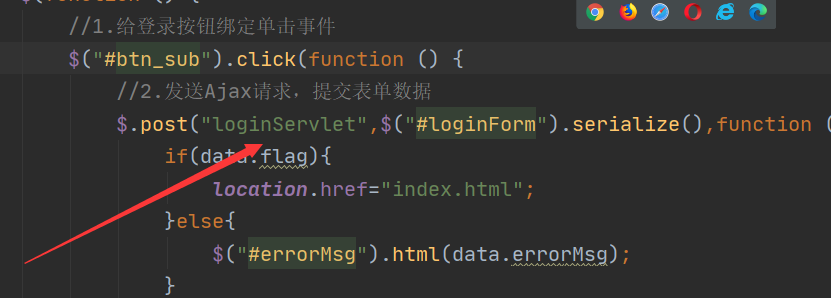 $(function () {
//1.给登录按钮绑定单击事件
$("#btn_sub").click(function () {
//2.发送Ajax请求，提交表单数据
$.post("loginServlet",$("#loginForm").serialize(),function (
if(data.flag){
location.href="index.html";
}else{
$("#errorMsg").html(data.errorMsg);
}